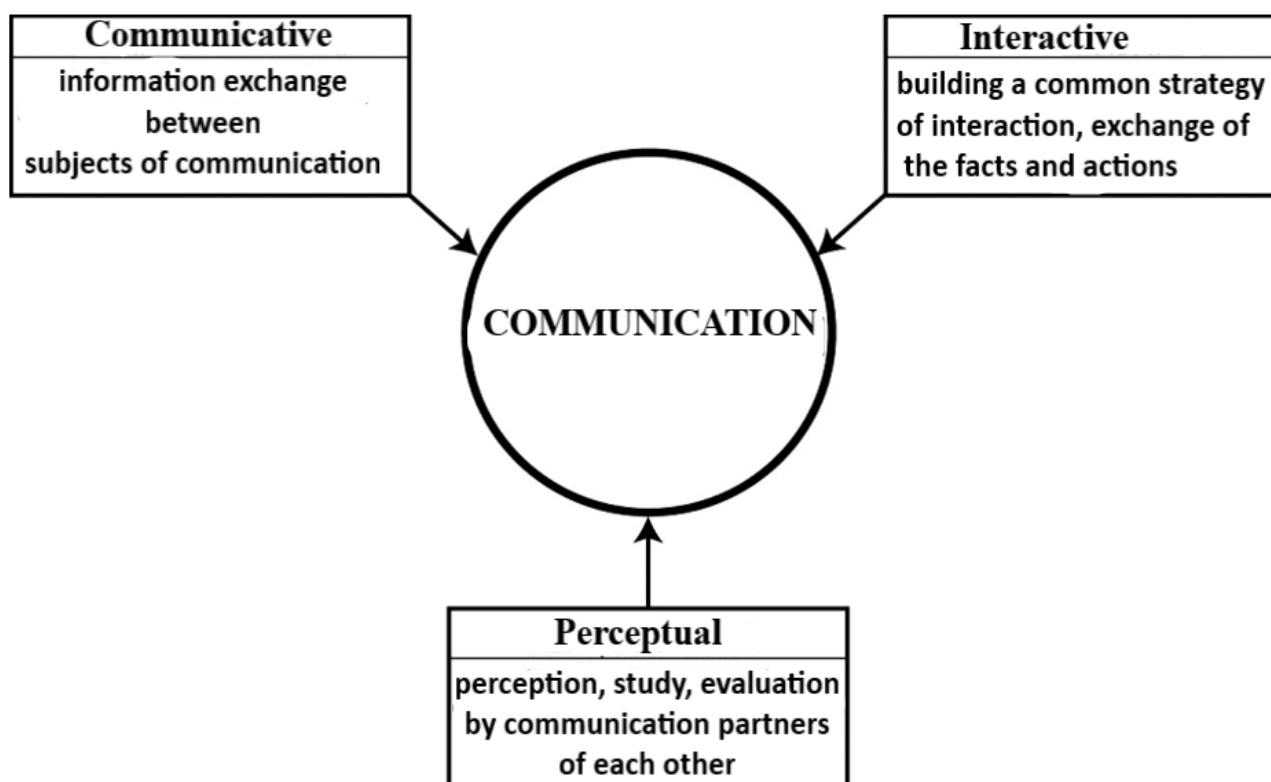 Communicative
information exchange
between
subjects of communication
Interactive
building a common strategy
of interaction, exchange of
the facts and actions
COMMUNICATION
Perceptual
perception, study, evaluation
by communication partners
of each other